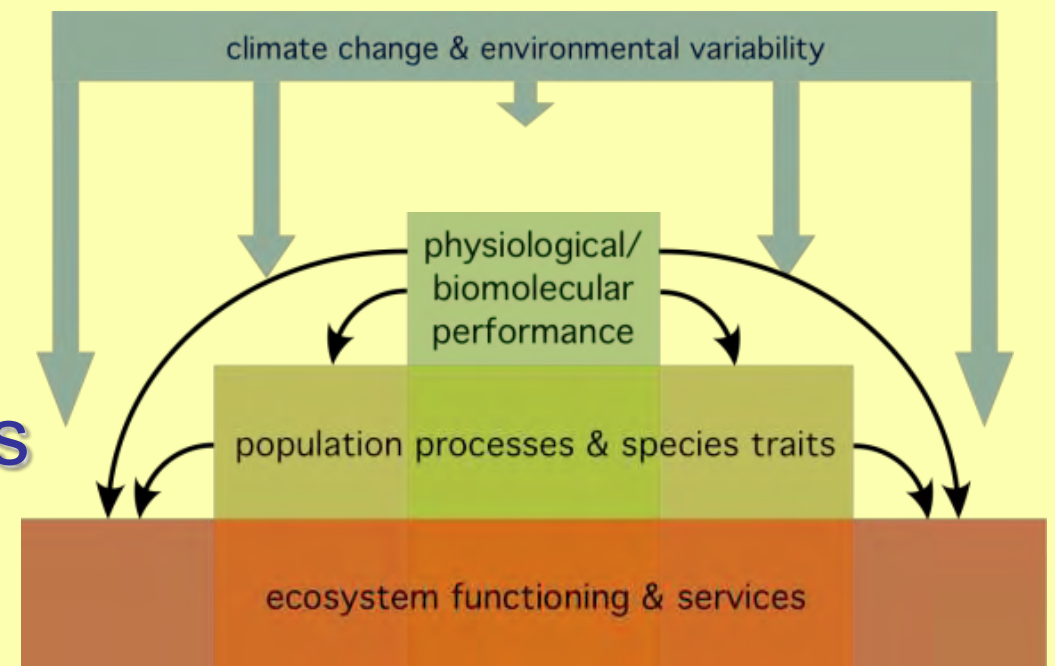 climate change & environmental variability
physiological/
biomolecular
performance
s
population processes & species traits
ecosystem functioning & services